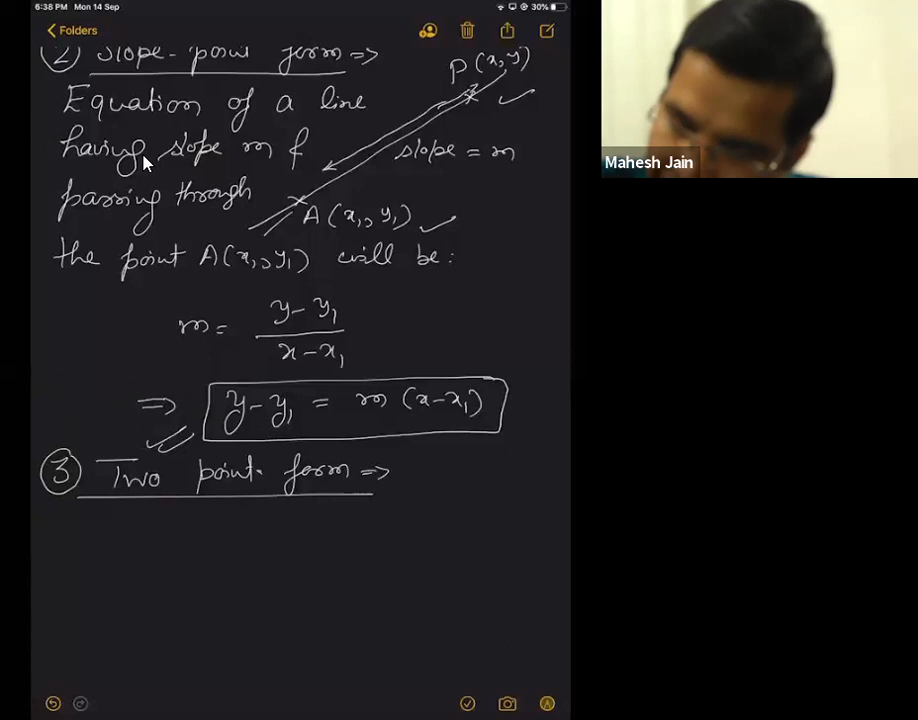 6:38 PM Mon 14 Sep
30%
Folders
② Slope-point form ⇒
P(x,y)
Equation of a line
having slope m &
slope = m
passing through
A(x₁,y₁)
the point A(x₁,y₁) will be:
m = (y-y₁)/(x-x₁)
⇒ y-y₁ = m(x-x₁)
③ Two point form ⇒
Mahesh Jain